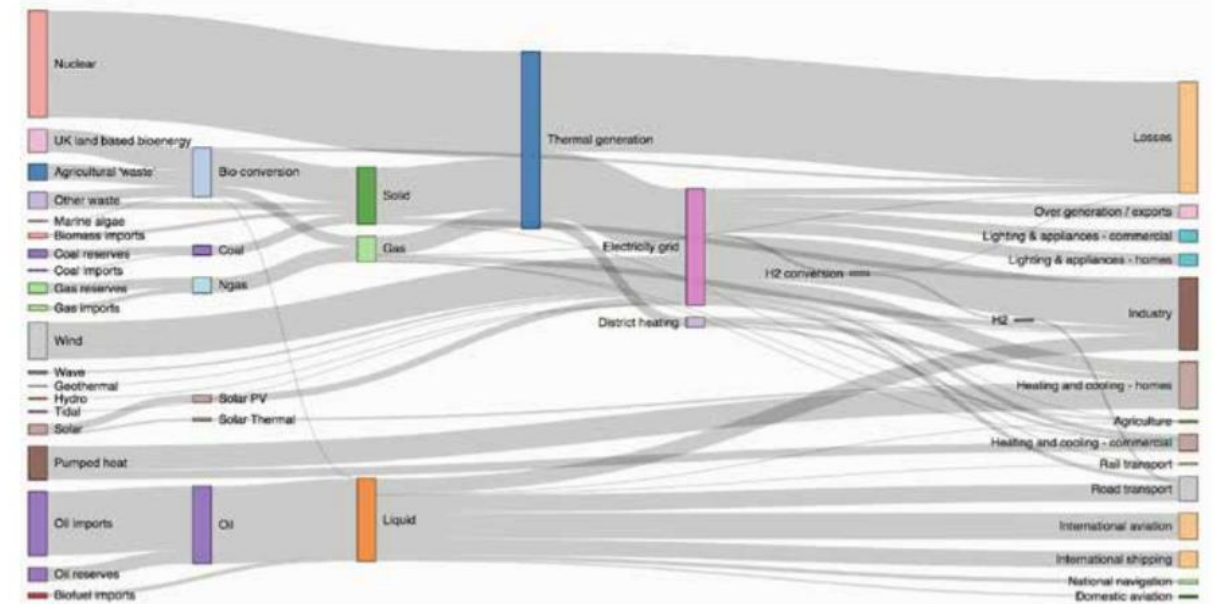 Nuclear
UK land based bioenergy
Agricultural 'waste'
Other waste
Marine algae
Biomass imports
Coal reserves
Coal imports
Gas reserves
Gas imports
Wind
Wave
Geothermal
Hydro
Tidal
Solar
Pumped heat
Oil imports
Oil reserves
Biofuel imports
Bio-conversion
Coal
Ngas
Solar PV
Solar Thermal
Oil
Solid
Gas
Liquid
Thermal generation
Electricity grid
District heating
H2 conversion
H2
Losses
Over generation / exports
Lighting & appliances - commercial
Lighting & appliances - homes
Industry
Heating and cooling - homes
Agriculture
Heating and cooling - commercial
Rail transport
Road transport
International aviation
International shipping
National navigation
Domestic aviation